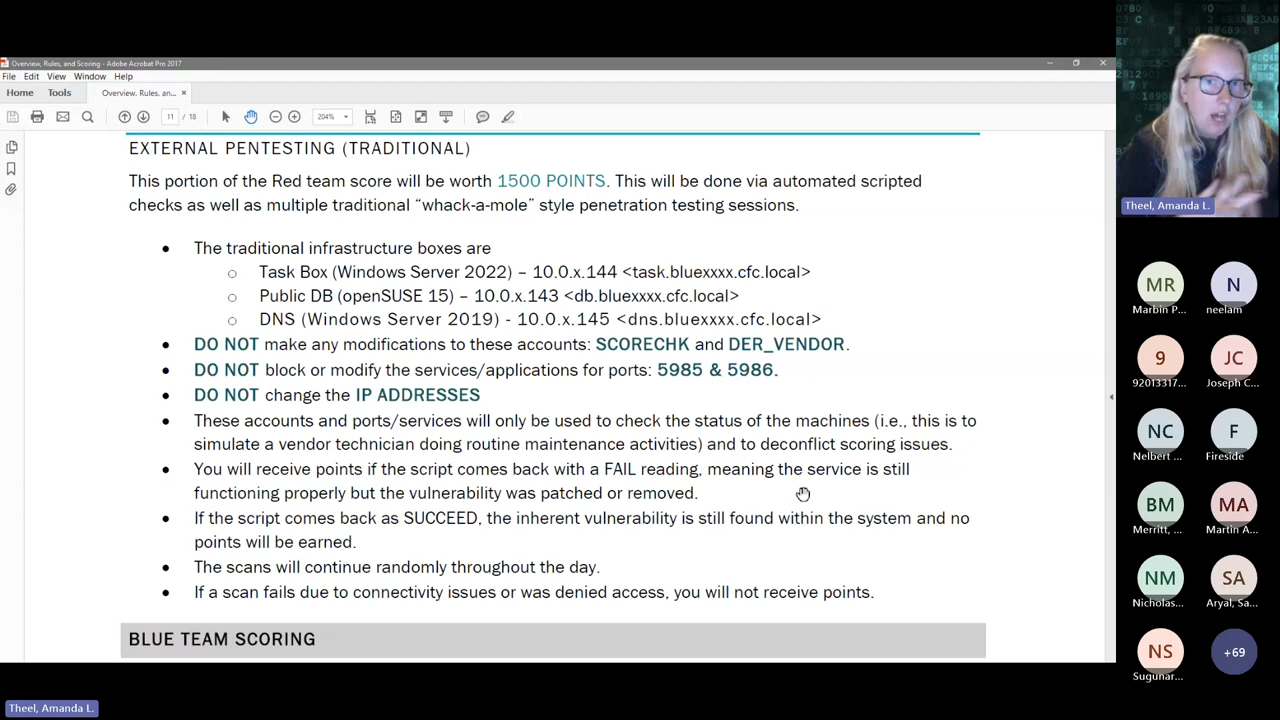 Overview, Rules, and Scoring - Adobe Acrobat Pro 2017
File Edit View Window Help
Home Tools Overview, Rules, an... ×
11 / 18 204%
EXTERNAL PENTESTING (TRADITIONAL)
This portion of the Red team score will be worth 1500 POINTS. This will be done via automated scripted
checks as well as multiple traditional “whack-a-mole” style penetration testing sessions.
• The traditional infrastructure boxes are
○ Task Box (Windows Server 2022) – 10.0.x.144 <task.bluexxxx.cfc.local>
○ Public DB (openSUSE 15) – 10.0.x.143 <db.bluexxxx.cfc.local>
○ DNS (Windows Server 2019) - 10.0.x.145 <dns.bluexxxx.cfc.local>
• DO NOT make any modifications to these accounts: SCORECHK and DER_VENDOR.
• DO NOT block or modify the services/applications for ports: 5985 & 5986.
• DO NOT change the IP ADDRESSES
• These accounts and ports/services will only be used to check the status of the machines (i.e., this is to
simulate a vendor technician doing routine maintenance activities) and to deconflict scoring issues.
• You will receive points if the script comes back with a FAIL reading, meaning the service is still
functioning properly but the vulnerability was patched or removed.
• If the script comes back as SUCCEED, the inherent vulnerability is still found within the system and no
points will be earned.
• The scans will continue randomly throughout the day.
• If a scan fails due to connectivity issues or was denied access, you will not receive points.
BLUE TEAM SCORING
Theel, Amanda L.
MR N
Marbin P... neelam
9 JC
92013317... Joseph C...
NC F
Nelbert ... Fireside
BM MA
Merritt, ... Martin A...
NM SA
Nicholas... Aryal, Sa...
NS +69
Sugunar...
Theel, Amanda L.